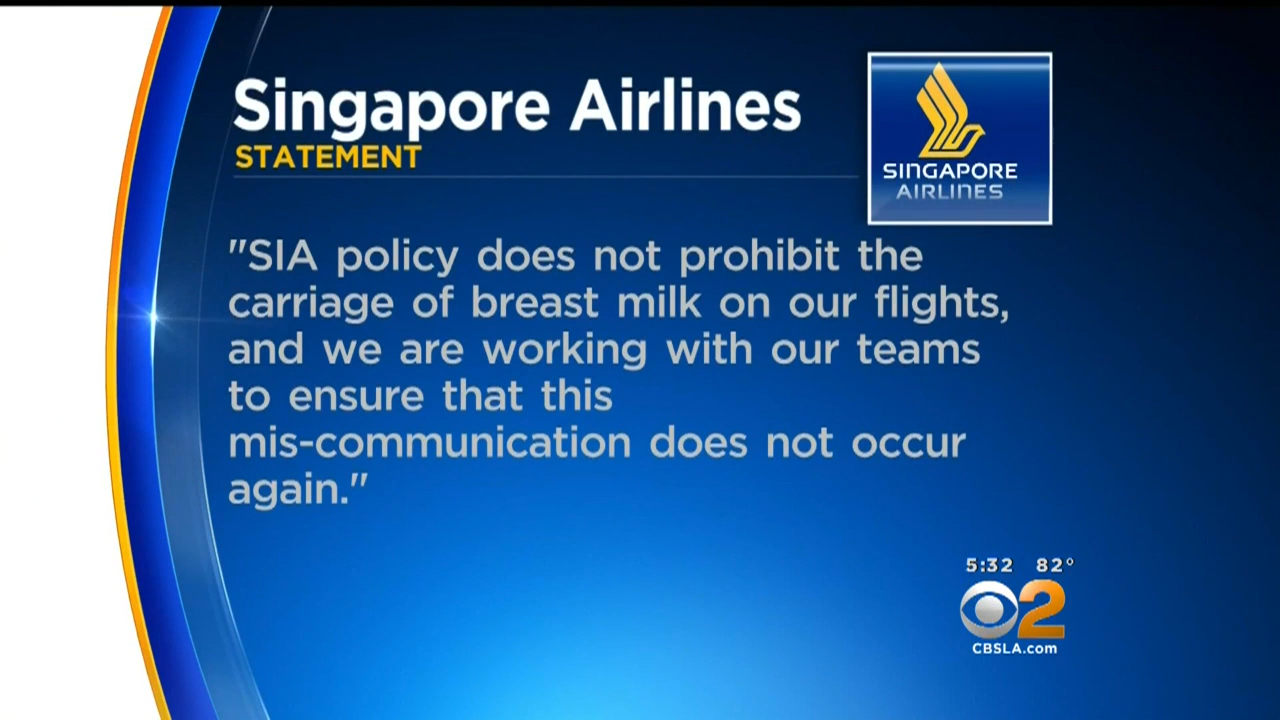 Singapore Airlines
STATEMENT
SINGAPORE
AIRLINES
"SIA policy does not prohibit the
carriage of breast milk on our flights,
and we are working with our teams
to ensure that this
mis-communication does not occur
again."
5:32 82°
2
CBSLA.com